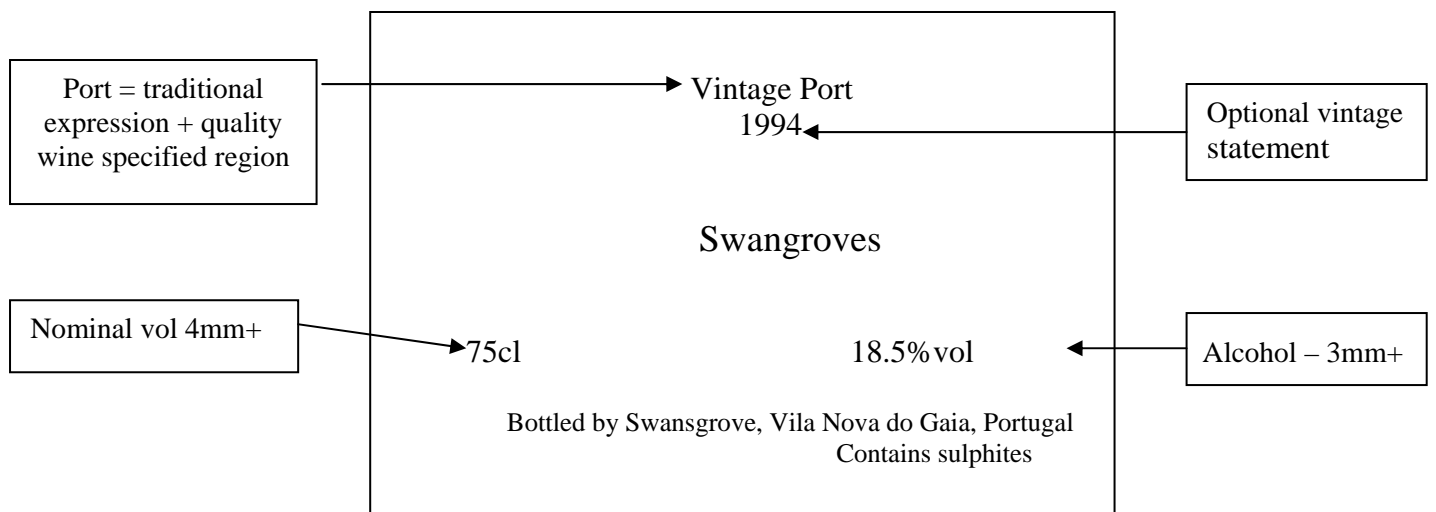 Port = traditional
expression + quality
wine specified region
Vintage Port
1994
Optional vintage
statement
Swangroves
Nominal vol 4mm+
75cl
18.5%vol
Alcohol – 3mm+
Bottled by Swansgrove, Vila Nova do Gaia, Portugal
Contains sulphites